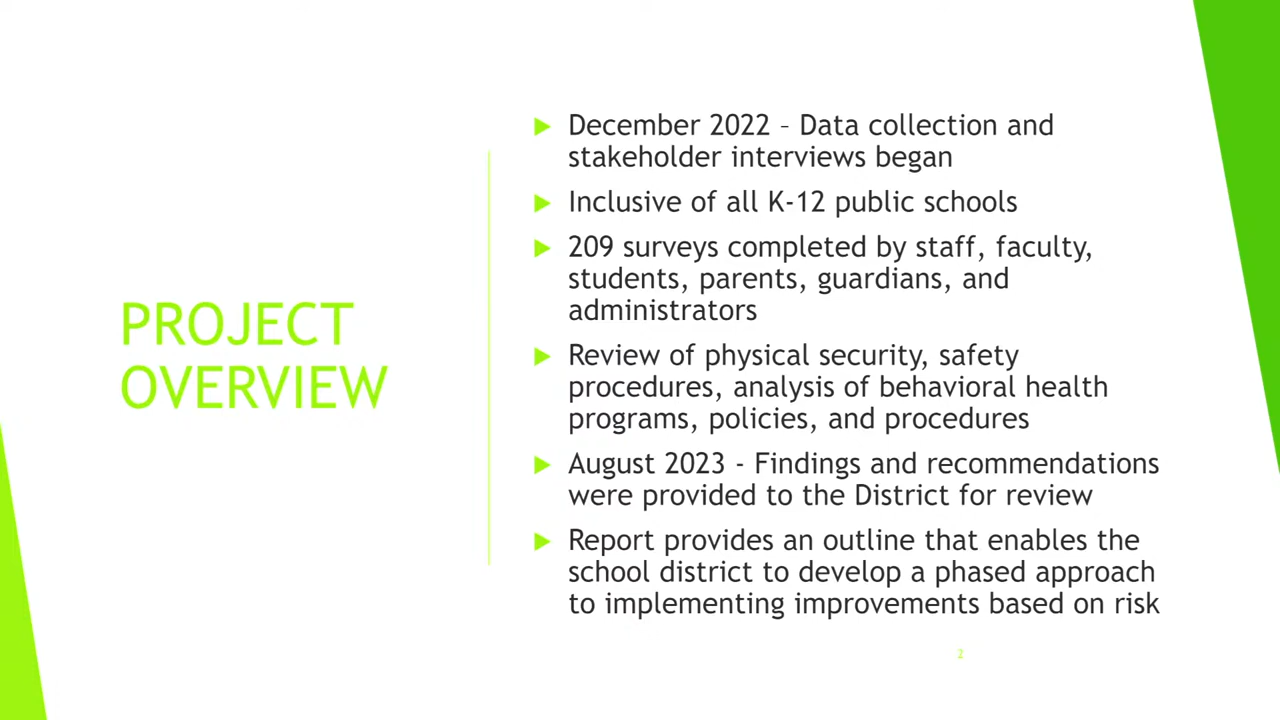 PROJECT
OVERVIEW
December 2022 – Data collection and
stakeholder interviews began
Inclusive of all K-12 public schools
209 surveys completed by staff, faculty,
students, parents, guardians, and
administrators
Review of physical security, safety
procedures, analysis of behavioral health
programs, policies, and procedures
August 2023 - Findings and recommendations
were provided to the District for review
Report provides an outline that enables the
school district to develop a phased approach
to implementing improvements based on risk
2